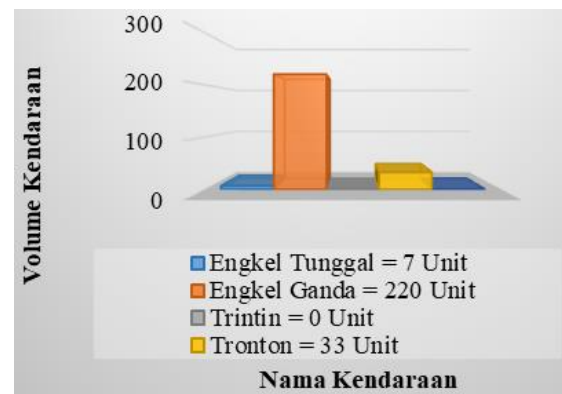 300
200
100
0
Volume Kendaraan
Engkel Tunggal = 7 Unit
Engkel Ganda = 220 Unit
Trintin = 0 Unit
Tronton = 33 Unit
Nama Kendaraan